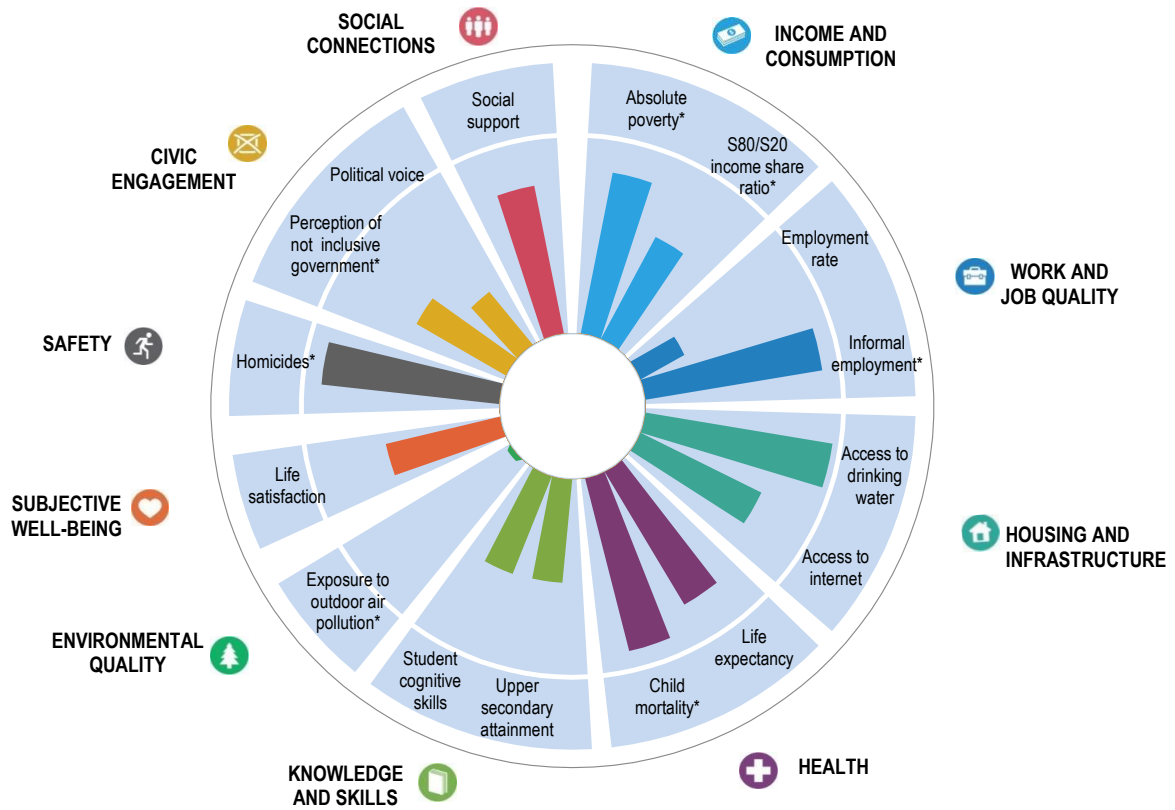 SOCIAL
CONNECTIONS
INCOME AND
CONSUMPTION
Social
support
Absolute
poverty*
S80/S20
income share
ratio*
CIVIC
ENGAGEMENT
Political voice
Perception of
not inclusive
government*
Employment
rate
WORK AND
JOB QUALITY
Informal
employment*
SAFETY
Homicides*
Access to
drinking
water
SUBJECTIVE
WELL-BEING
Life
satisfaction
HOUSING AND
INFRASTRUCTURE
Access to
internet
Exposure to
outdoor air
pollution*
ENVIRONMENTAL
QUALITY
Student
cognitive
skills
Upper
secondary
attainment
Child
mortality*
Life
expectancy
KNOWLEDGE
AND SKILLS
HEALTH